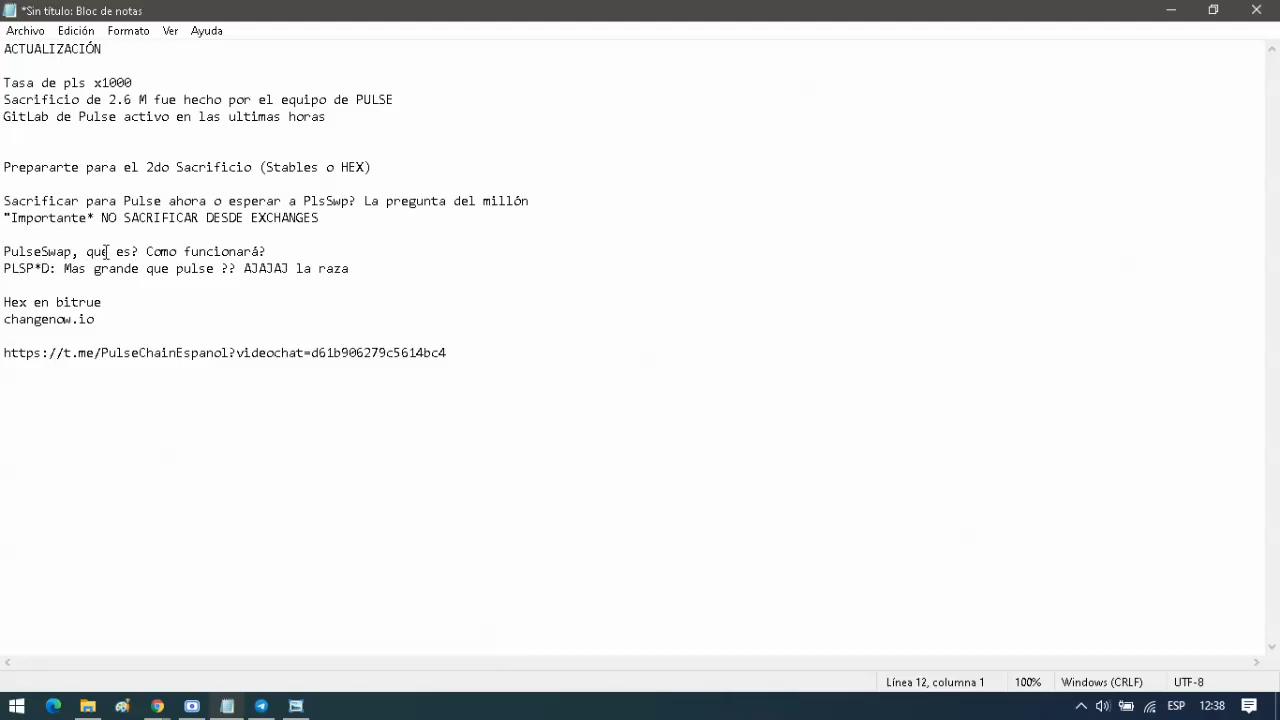 *Sin título: Bloc de notas
Archivo Edición Formato Ver Ayuda
ACTUALIZACIÓN
Tasa de pls x1000
Sacrificio de 2.6 M fue hecho por el equipo de PULSE
GitLab de Pulse activo en las ultimas horas
Prepararte para el 2do Sacrificio (Stables o HEX)
Sacrificar para Pulse ahora o esperar a PlsSwp? La pregunta del millón
"Importante* NO SACRIFICAR DESDE EXCHANGES
PulseSwap, que es? Como funcionará?
PLSP*D: Mas grande que pulse ?? AJAJAJ la raza
Hex en bitrue
changenow.io
https://t.me/PulseChainEspanol?videochat=d61b906279c5614bc4
Línea 12, columna 1 100% Windows (CRLF) UTF-8
ESP 12:38